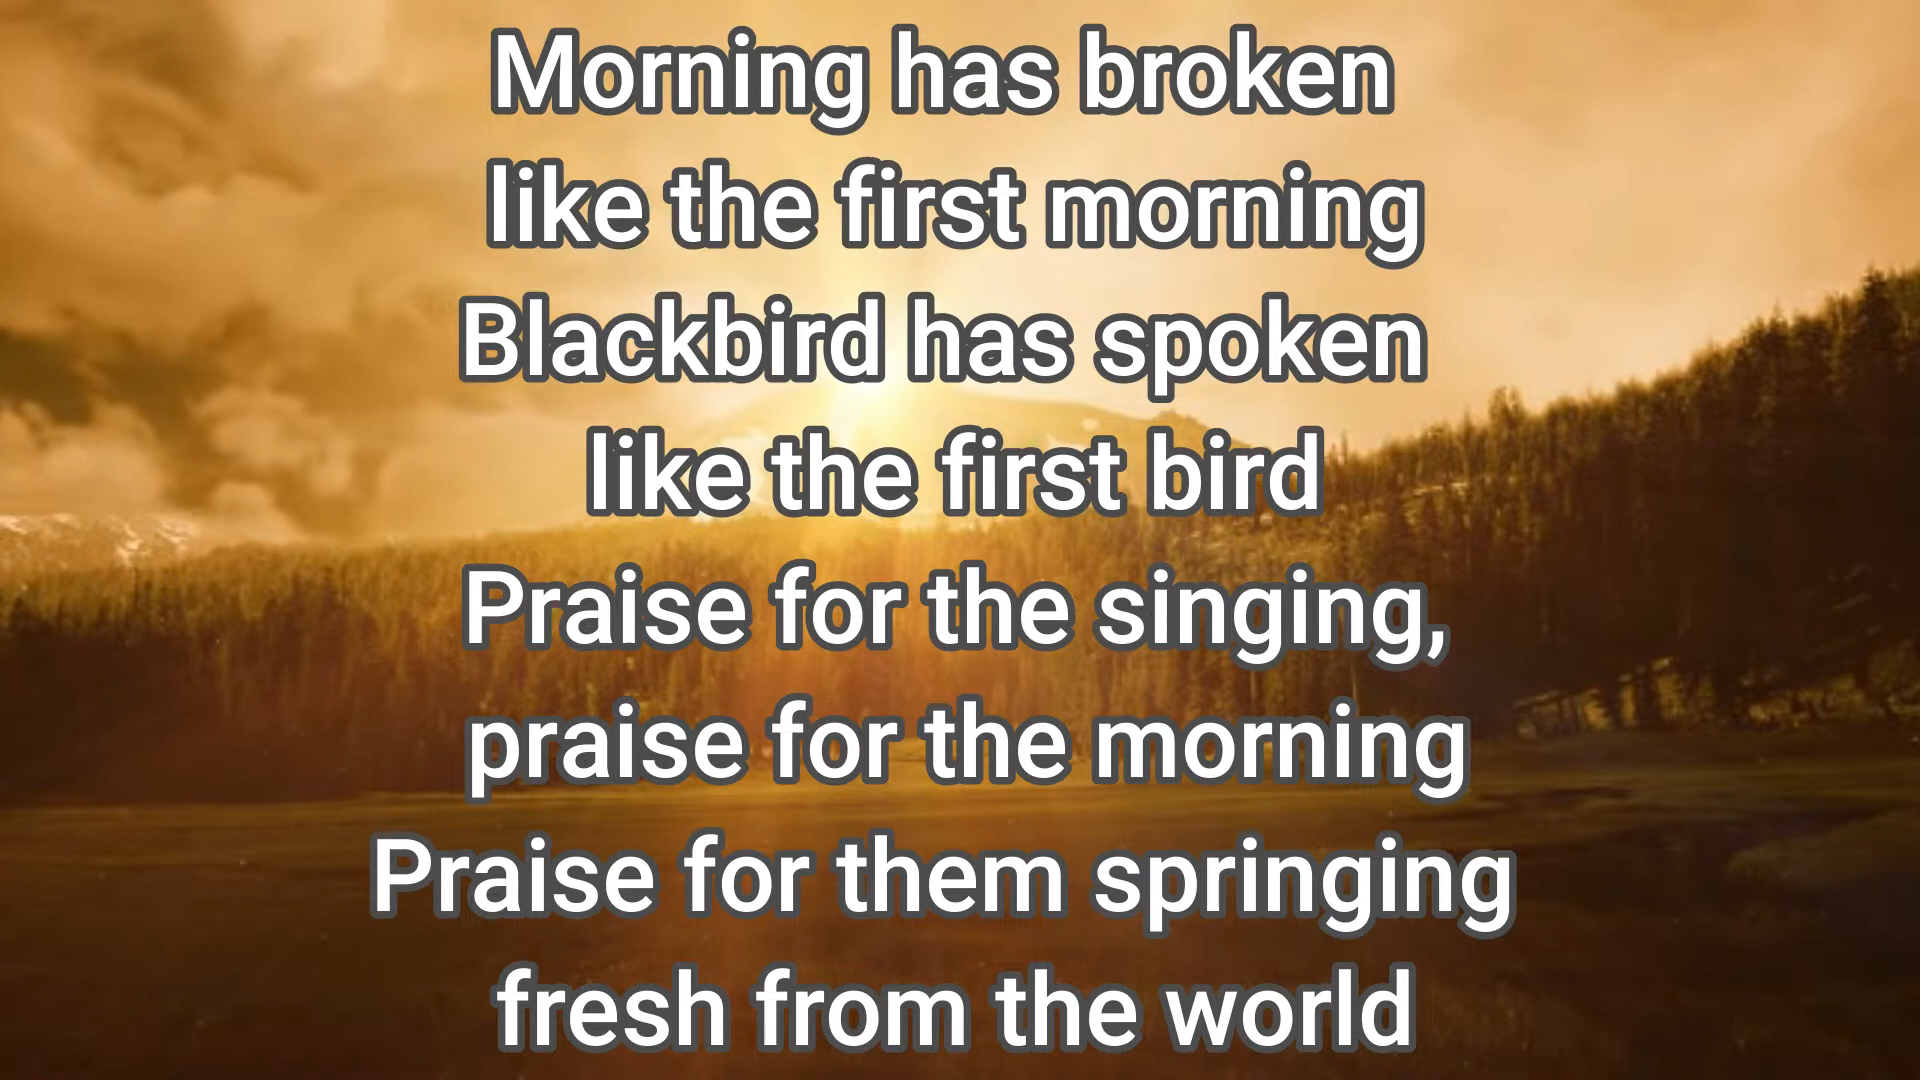 Morning has broken
like the first morning
Blackbird has spoken
like the first bird
Praise for the singing,
praise for the morning
Praise for them springing
fresh from the world